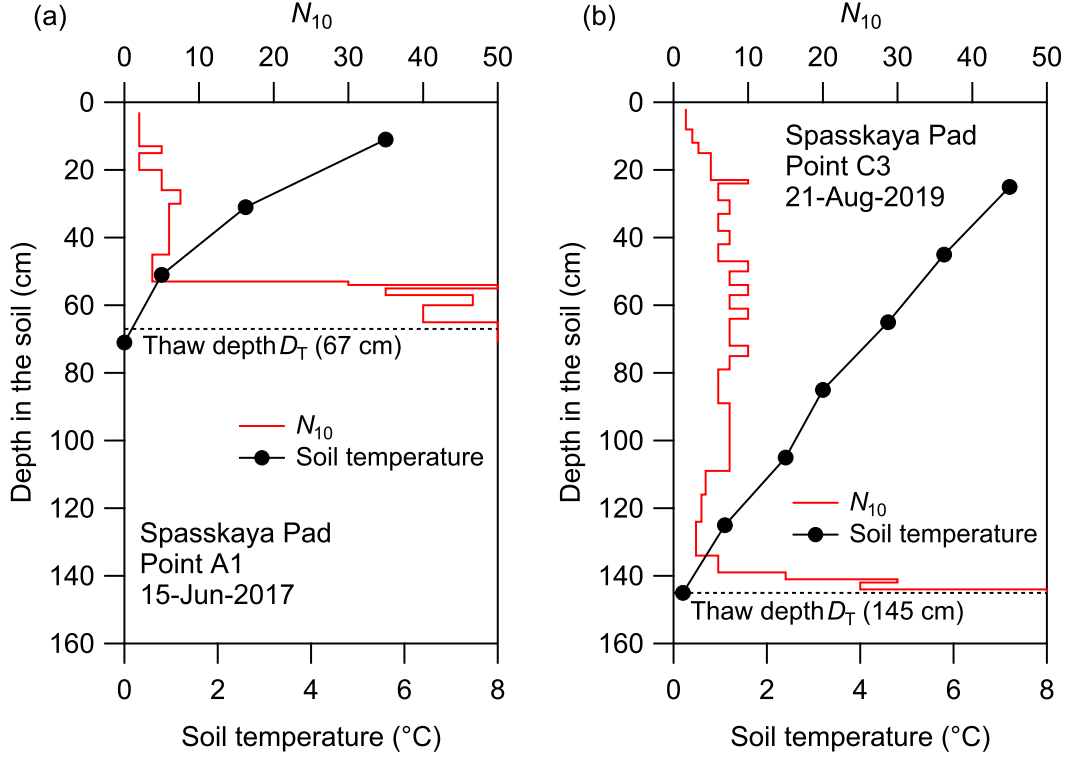 (a)
N10
0 10 20 30 40 50
0
20
40
60
80
100
120
140
160
Depth in the soil (cm)
Thaw depth DT (67 cm)
N10
Soil temperature
Spasskaya Pad
Point A1
15-Jun-2017
0 2 4 6 8
Soil temperature (°C)
(b)
N10
0 10 20 30 40 50
0
20
40
60
80
100
120
140
160
Depth in the soil (cm)
Spasskaya Pad
Point C3
21-Aug-2019
N10
Soil temperature
Thaw depth DT (145 cm)
0 2 4 6 8
Soil temperature (°C)